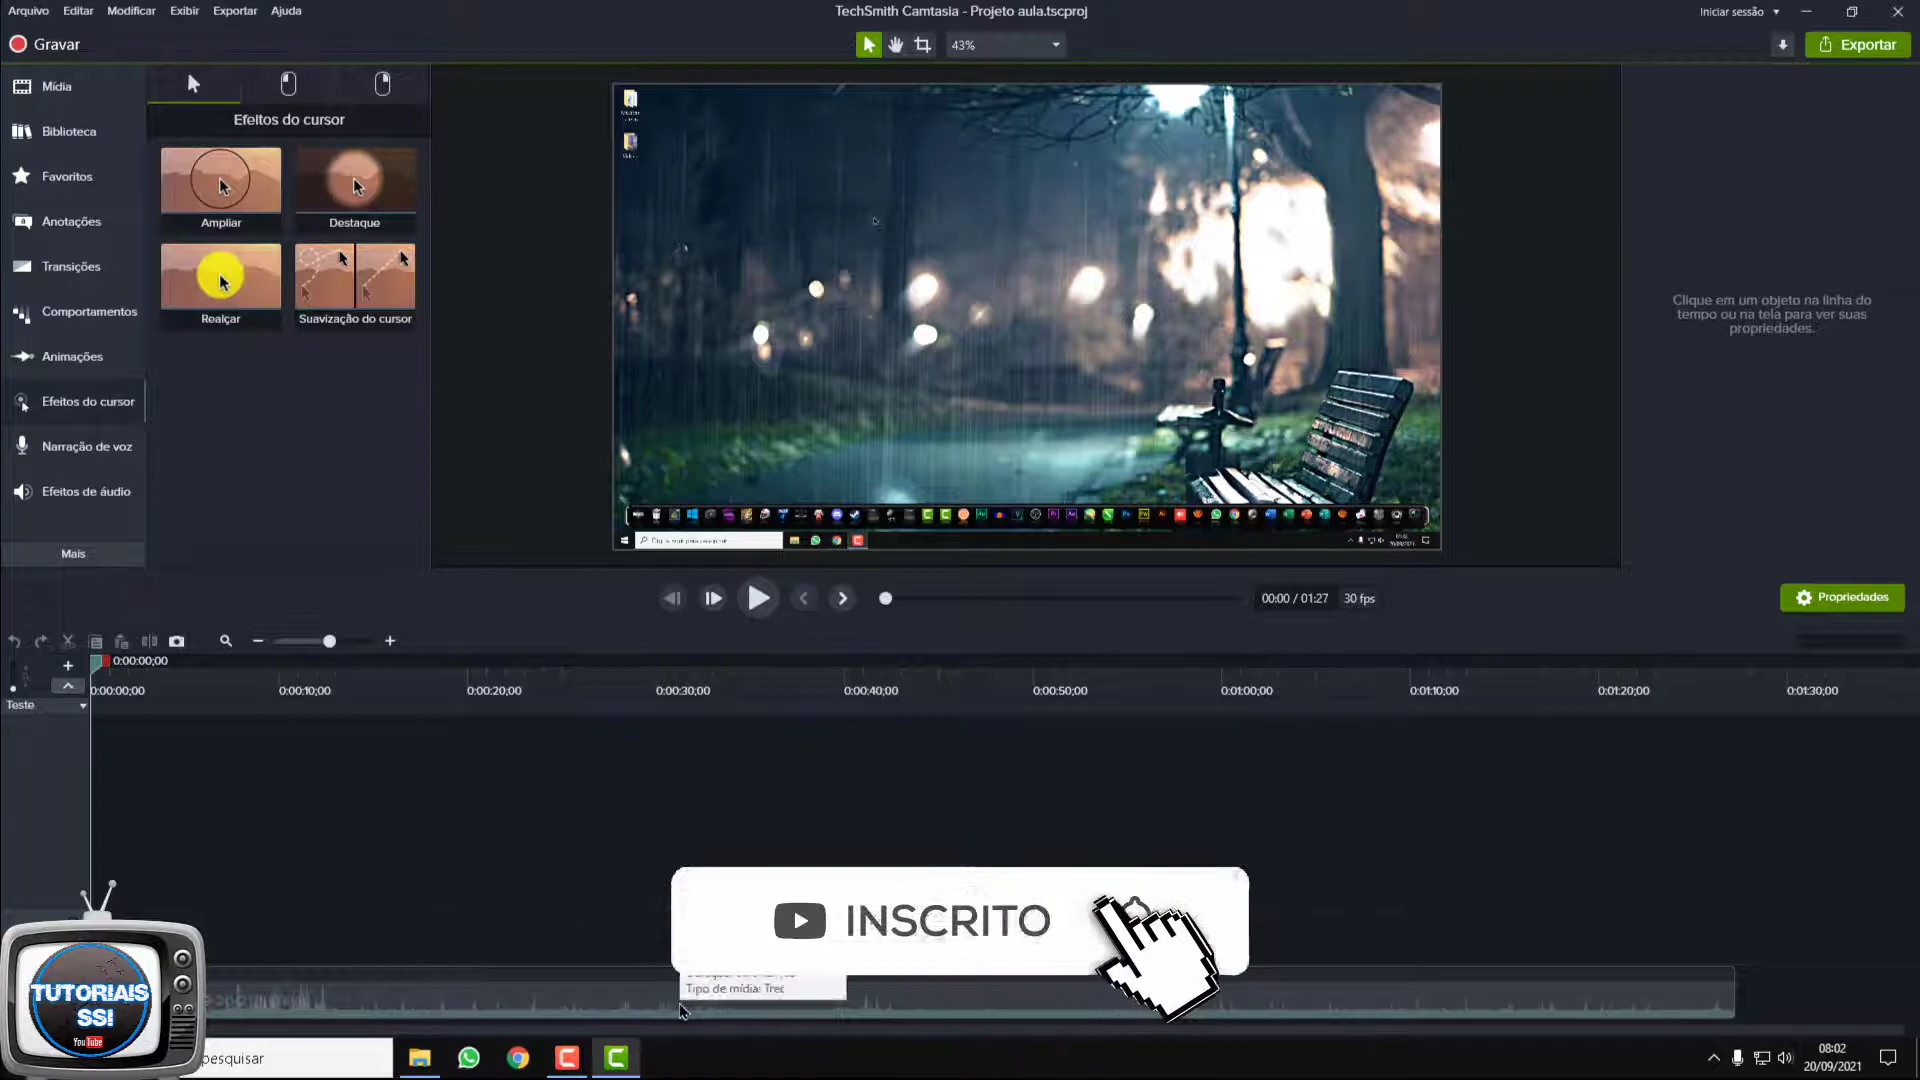 Arquivo Editar Modificar Exibir Exportar Ajuda
TechSmith Camtasia - Projeto aula.tscproj
Iniciar sessão
Gravar
43%
Exportar
Mídia
Biblioteca
Favoritos
Anotações
Transições
Comportamentos
Animações
Efeitos do cursor
Narração de voz
Efeitos de áudio
Mais
Efeitos do cursor
Ampliar
Destaque
Realçar
Suavização do cursor
Clique em um objeto na linha do
tempo ou na tela para ver suas
propriedades.
00:00 / 01:27 30 fps
Propriedades
0:00:00;00
0:00:00;00 0:00:10;00 0:00:20;00 0:00:30;00 0:00:40;00 0:00:50;00 0:01:00;00 0:01:10;00 0:01:20;00 0:01:30;00
Teste
INSCRITO
Tipo de mídia: Trec
TUTORIAIS
SS!
YouTube
pesquisar
08:02
20/09/2021